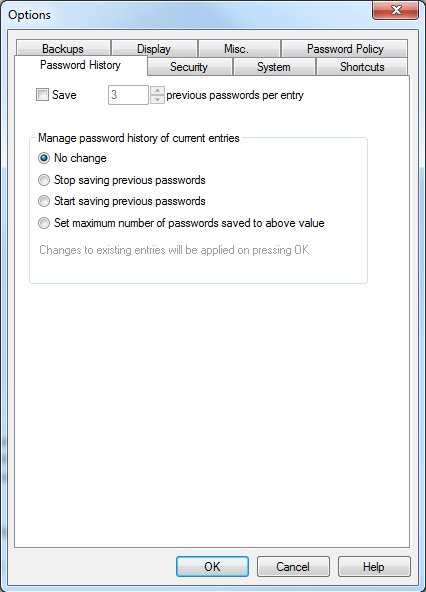 Options
Backups Display Misc. Password Policy
Password History Security System Shortcuts
Save 3 previous passwords per entry
Manage password history of current entries
No change
Stop saving previous passwords
Start saving previous passwords
Set maximum number of passwords saved to above value
Changes to existing entries will be applied on pressing OK
OK Cancel Help